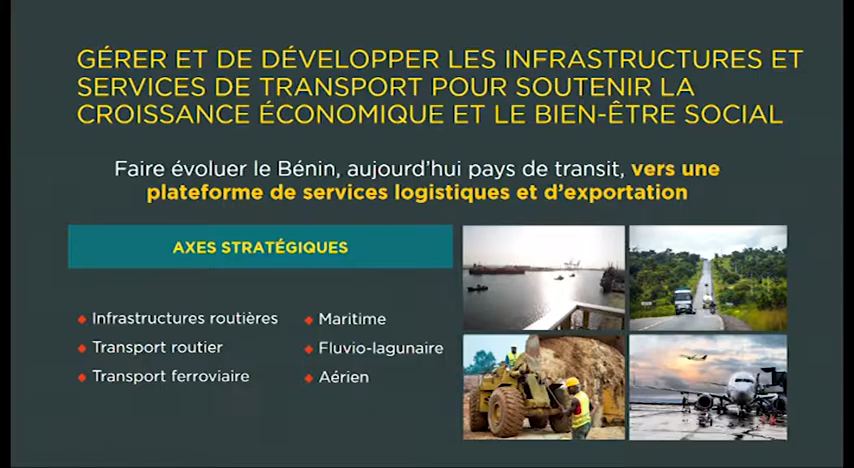 GÉRER ET DE DÉVELOPPER LES INFRASTRUCTURES ET
SERVICES DE TRANSPORT POUR SOUTENIR LA
CROISSANCE ÉCONOMIQUE ET LE BIEN-ÊTRE SOCIAL
Faire évoluer le Bénin, aujourd'hui pays de transit, vers une
plateforme de services logistiques et d'exportation
AXES STRATÉGIQUES
Infrastructures routières
Transport routier
Transport ferroviaire
Maritime
Fluvio-lagunaire
Aérien